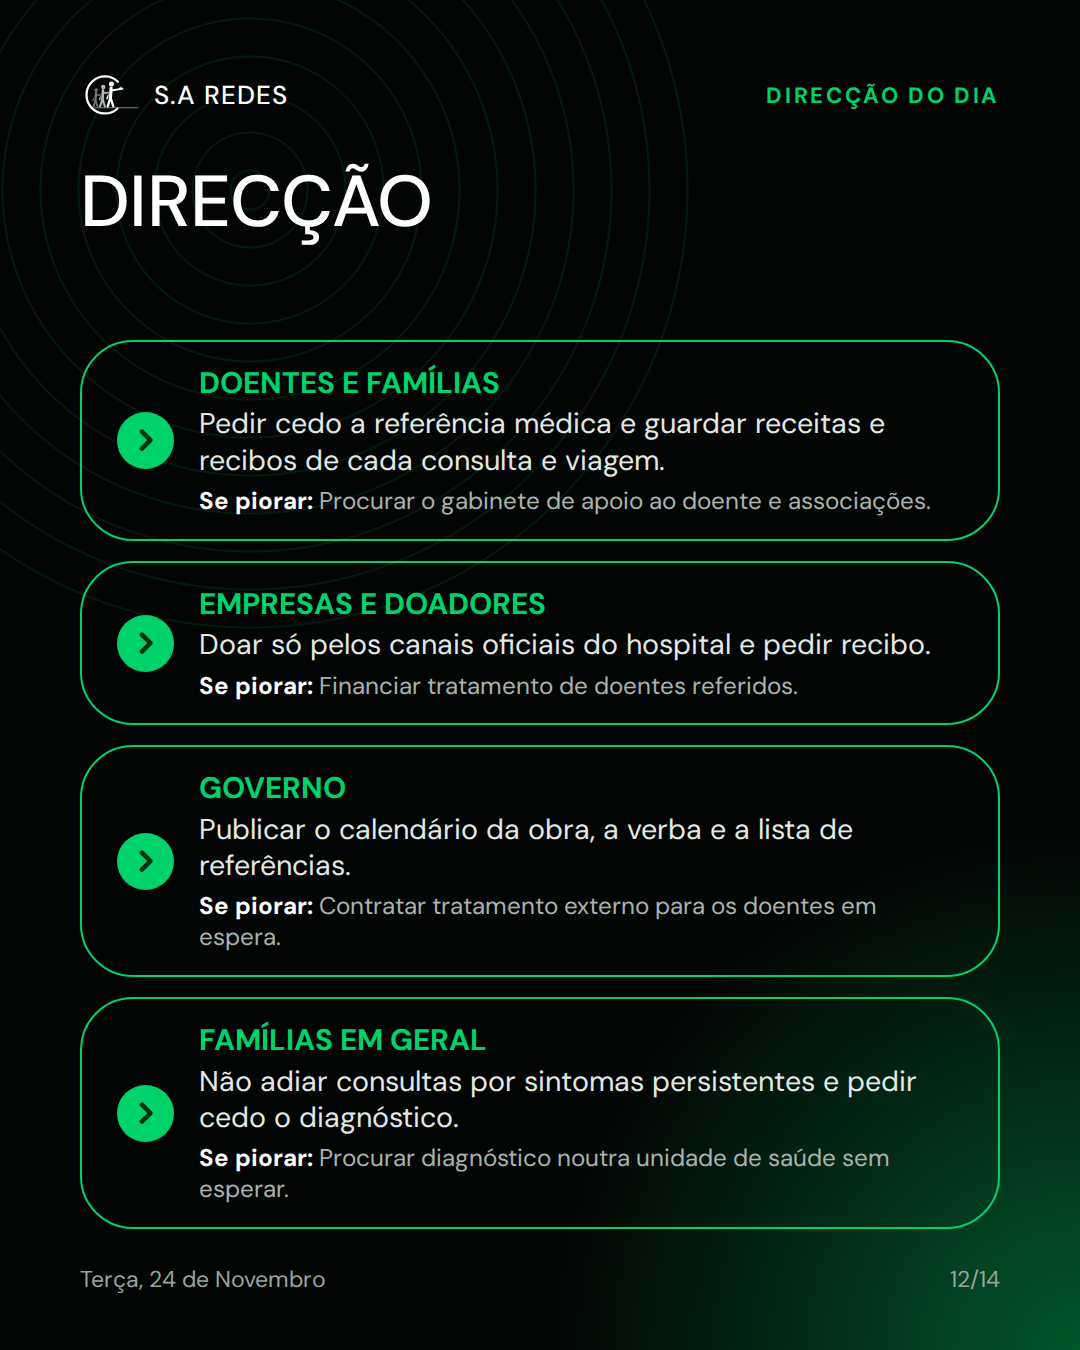 S.A REDES
DIRECÇÃO DO DIA
DIRECÇÃO
DOENTES E FAMÍLIAS
Pedir cedo a referência médica e guardar receitas e
recibos de cada consulta e viagem.
Se piorar: Procurar o gabinete de apoio ao doente e associações.
EMPRESAS E DOADORES
Doar só pelos canais oficiais do hospital e pedir recibo.
Se piorar: Financiar tratamento de doentes referidos.
GOVERNO
Publicar o calendário da obra, a verba e a lista de
referências.
Se piorar: Contratar tratamento externo para os doentes em
espera.
FAMÍLIAS EM GERAL
Não adiar consultas por sintomas persistentes e pedir
cedo o diagnóstico.
Se piorar: Procurar diagnóstico noutra unidade de saúde sem
esperar.
Terça, 24 de Novembro
12/14